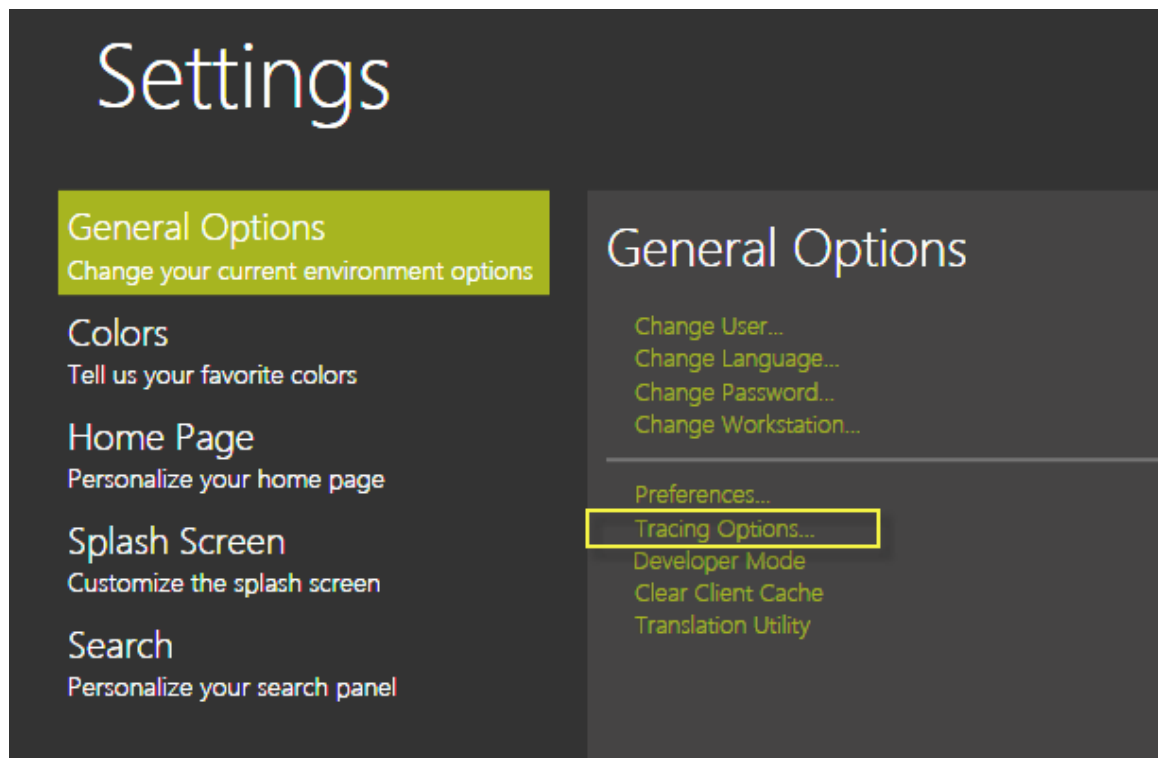 Settings
General Options
Change your current environment options
Colors
Tell us your favorite colors
Home Page
Personalize your home page
Splash Screen
Customize the splash screen
Search
Personalize your search panel
General Options
Change User...
Change Language...
Change Password...
Change Workstation...
Preferences...
Tracing Options...
Developer Mode
Clear Client Cache
Translation Utility